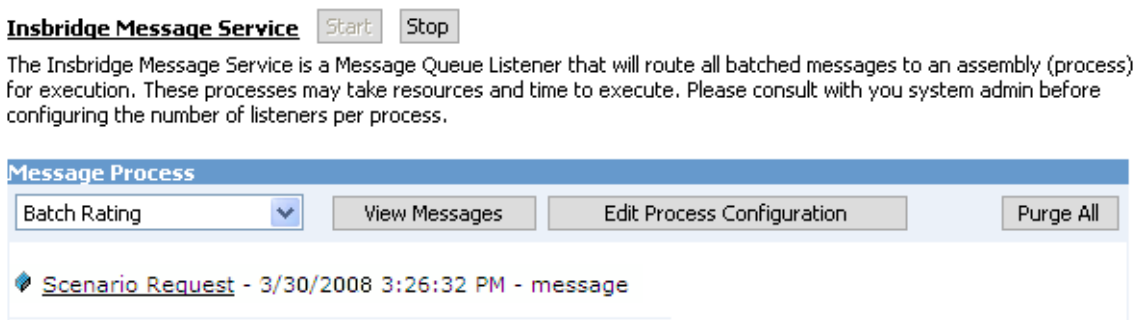 Insbridge Message Service Start Stop
The Insbridge Message Service is a Message Queue Listener that will route all batched messages to an assembly (process)
for execution. These processes may take resources and time to execute. Please consult with you system admin before
configuring the number of listeners per process.
Message Process
Batch Rating View Messages Edit Process Configuration Purge All
Scenario Request - 3/30/2008 3:26:32 PM - message